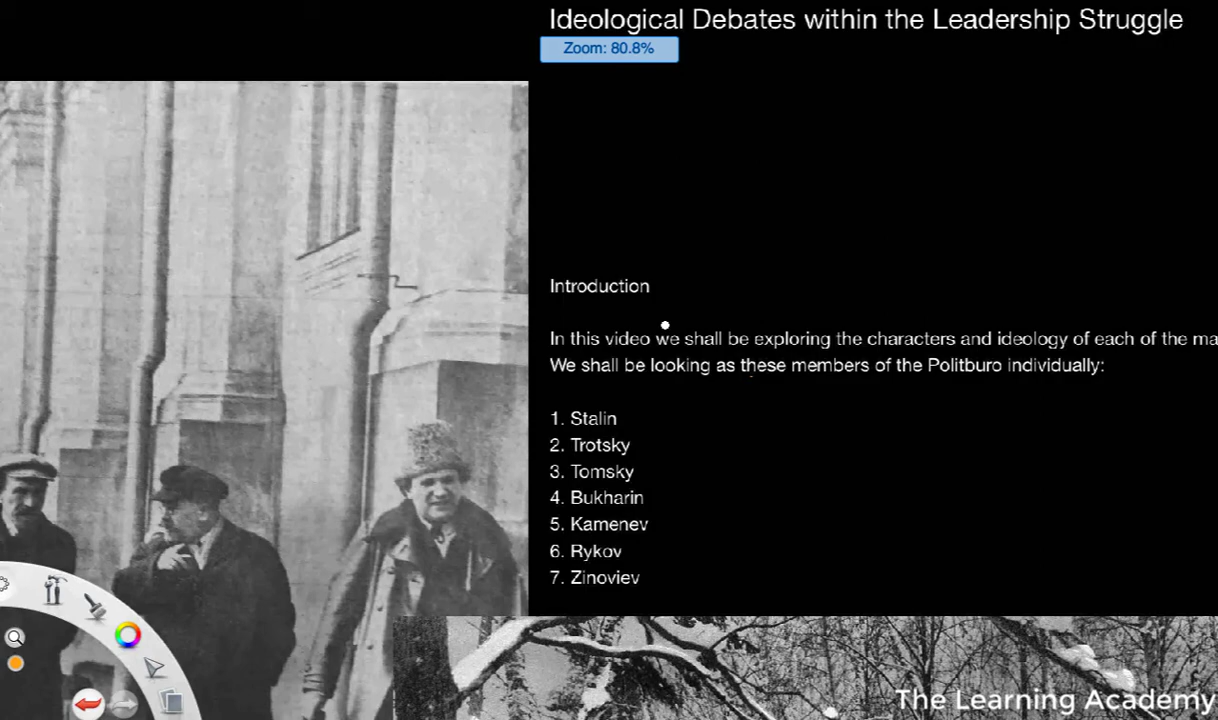 Ideological Debates within the Leadership Struggle
Zoom: 80.8%
Introduction
In this video we shall be exploring the characters and ideology of each of the ma
We shall be looking as these members of the Politburo individually:
1. Stalin
2. Trotsky
3. Tomsky
4. Bukharin
5. Kamenev
6. Rykov
7. Zinoviev
The Learning Academy